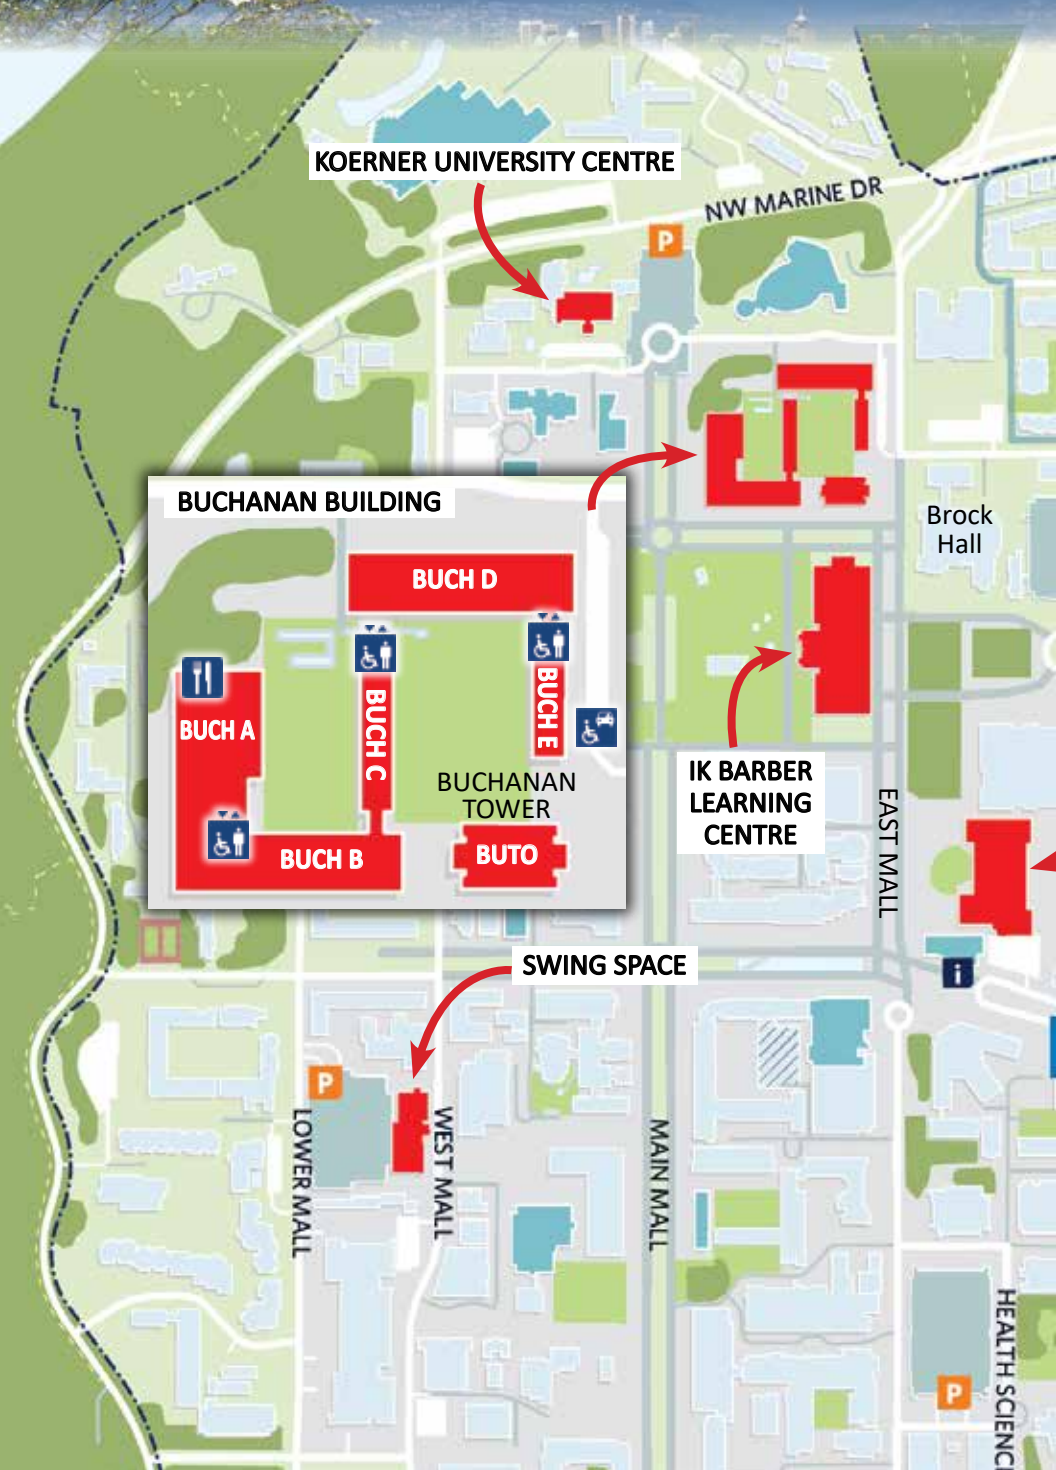 KOERNER UNIVERSITY CENTRE
NW MARINE DR
P
BUCHANAN BUILDING
BUCH D
BUCH A
BUCH C
BUCH E
BUCHANAN
TOWER
BUCH B
BUTO
Brock
Hall
IK BARBER
LEARNING
CENTRE
EAST MALL
SWING SPACE
i
P
LOWER MALL
WEST MALL
MAIN MALL
HEALTH SCIENC
P